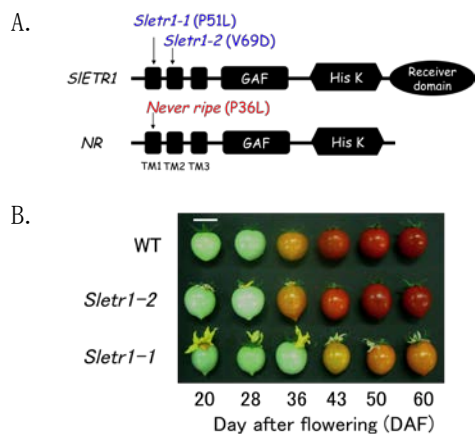 A.
Sletr1-1 (P51L)
Sletr1-2 (V69D)
SlETR1
GAF
His K
Receiver
domain
Never ripe (P36L)
NR
GAF
His K
TM1 TM2 TM3
B.
WT
Sletr1-2
Sletr1-1
20 28 36 43 50 60
Day after flowering (DAF)